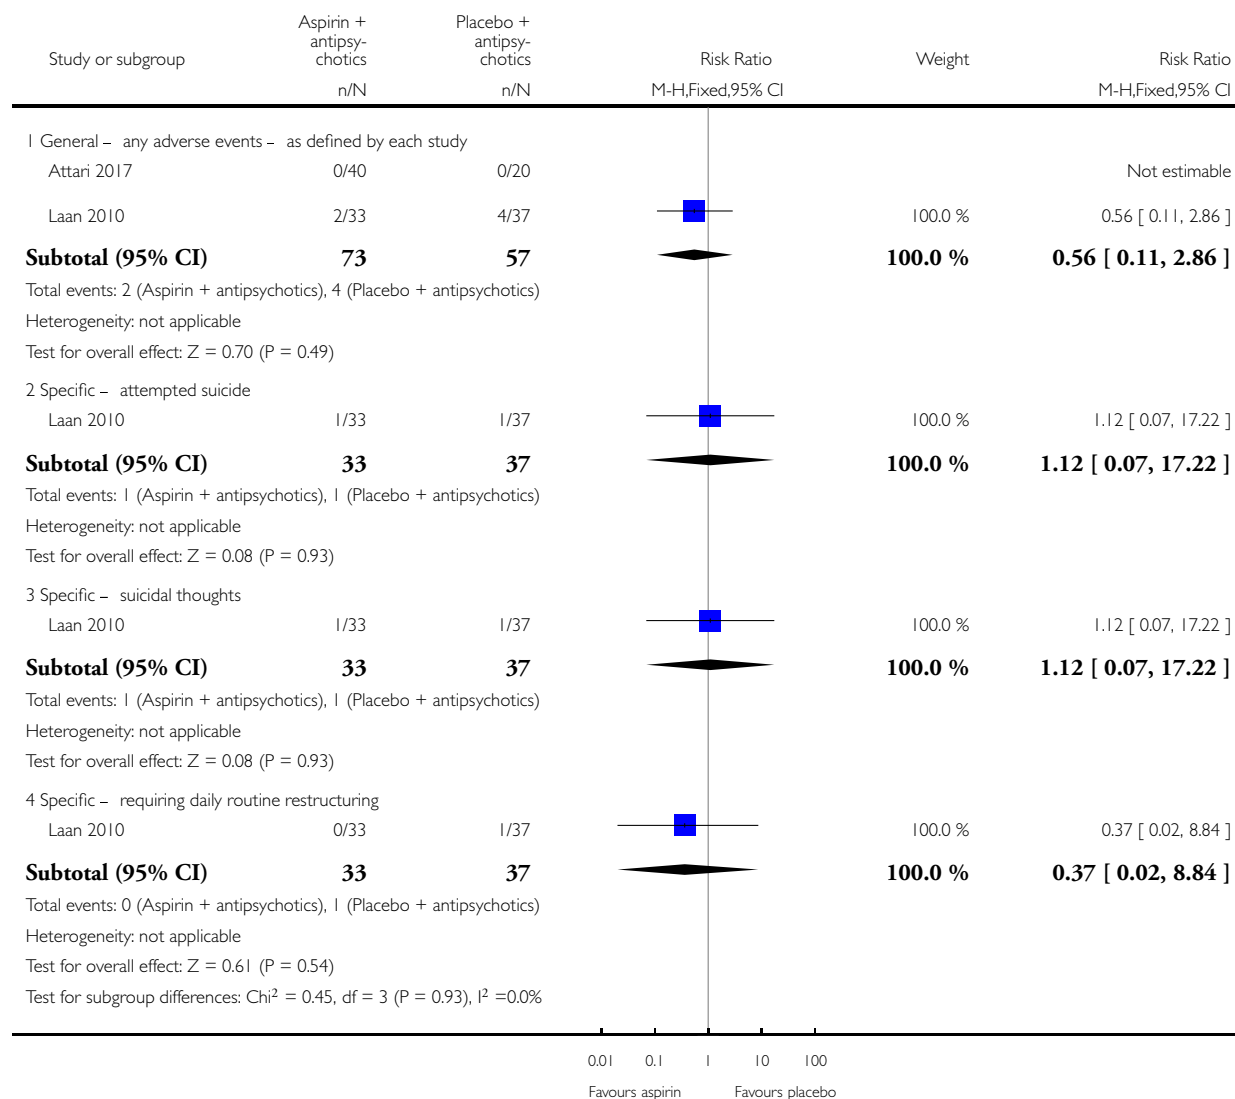 Study or subgroup Aspirin + antipsy- chotics Placebo + antipsy- chotics Risk Ratio Weight Risk Ratio
n/N n/N M-H,Fixed,95% CI M-H,Fixed,95% CI
1 General – any adverse events – as defined by each study
Attari 2017 0/40 0/20 Not estimable
Laan 2010 2/33 4/37 100.0 % 0.56 [ 0.11, 2.86 ]
Subtotal (95% CI) 73 57 100.0 % 0.56 [ 0.11, 2.86 ]
Total events: 2 (Aspirin + antipsychotics), 4 (Placebo + antipsychotics)
Heterogeneity: not applicable
Test for overall effect: Z = 0.70 (P = 0.49)
2 Specific – attempted suicide
Laan 2010 1/33 1/37 100.0 % 1.12 [ 0.07, 17.22 ]
Subtotal (95% CI) 33 37 100.0 % 1.12 [ 0.07, 17.22 ]
Total events: 1 (Aspirin + antipsychotics), 1 (Placebo + antipsychotics)
Heterogeneity: not applicable
Test for overall effect: Z = 0.08 (P = 0.93)
3 Specific – suicidal thoughts
Laan 2010 1/33 1/37 100.0 % 1.12 [ 0.07, 17.22 ]
Subtotal (95% CI) 33 37 100.0 % 1.12 [ 0.07, 17.22 ]
Total events: 1 (Aspirin + antipsychotics), 1 (Placebo + antipsychotics)
Heterogeneity: not applicable
Test for overall effect: Z = 0.08 (P = 0.93)
4 Specific – requiring daily routine restructuring
Laan 2010 0/33 1/37 100.0 % 0.37 [ 0.02, 8.84 ]
Subtotal (95% CI) 33 37 100.0 % 0.37 [ 0.02, 8.84 ]
Total events: 0 (Aspirin + antipsychotics), 1 (Placebo + antipsychotics)
Heterogeneity: not applicable
Test for overall effect: Z = 0.61 (P = 0.54)
Test for subgroup differences: Chi² = 0.45, df = 3 (P = 0.93), I² =0.0%
0.01 0.1 1 10 100
Favours aspirin Favours placebo